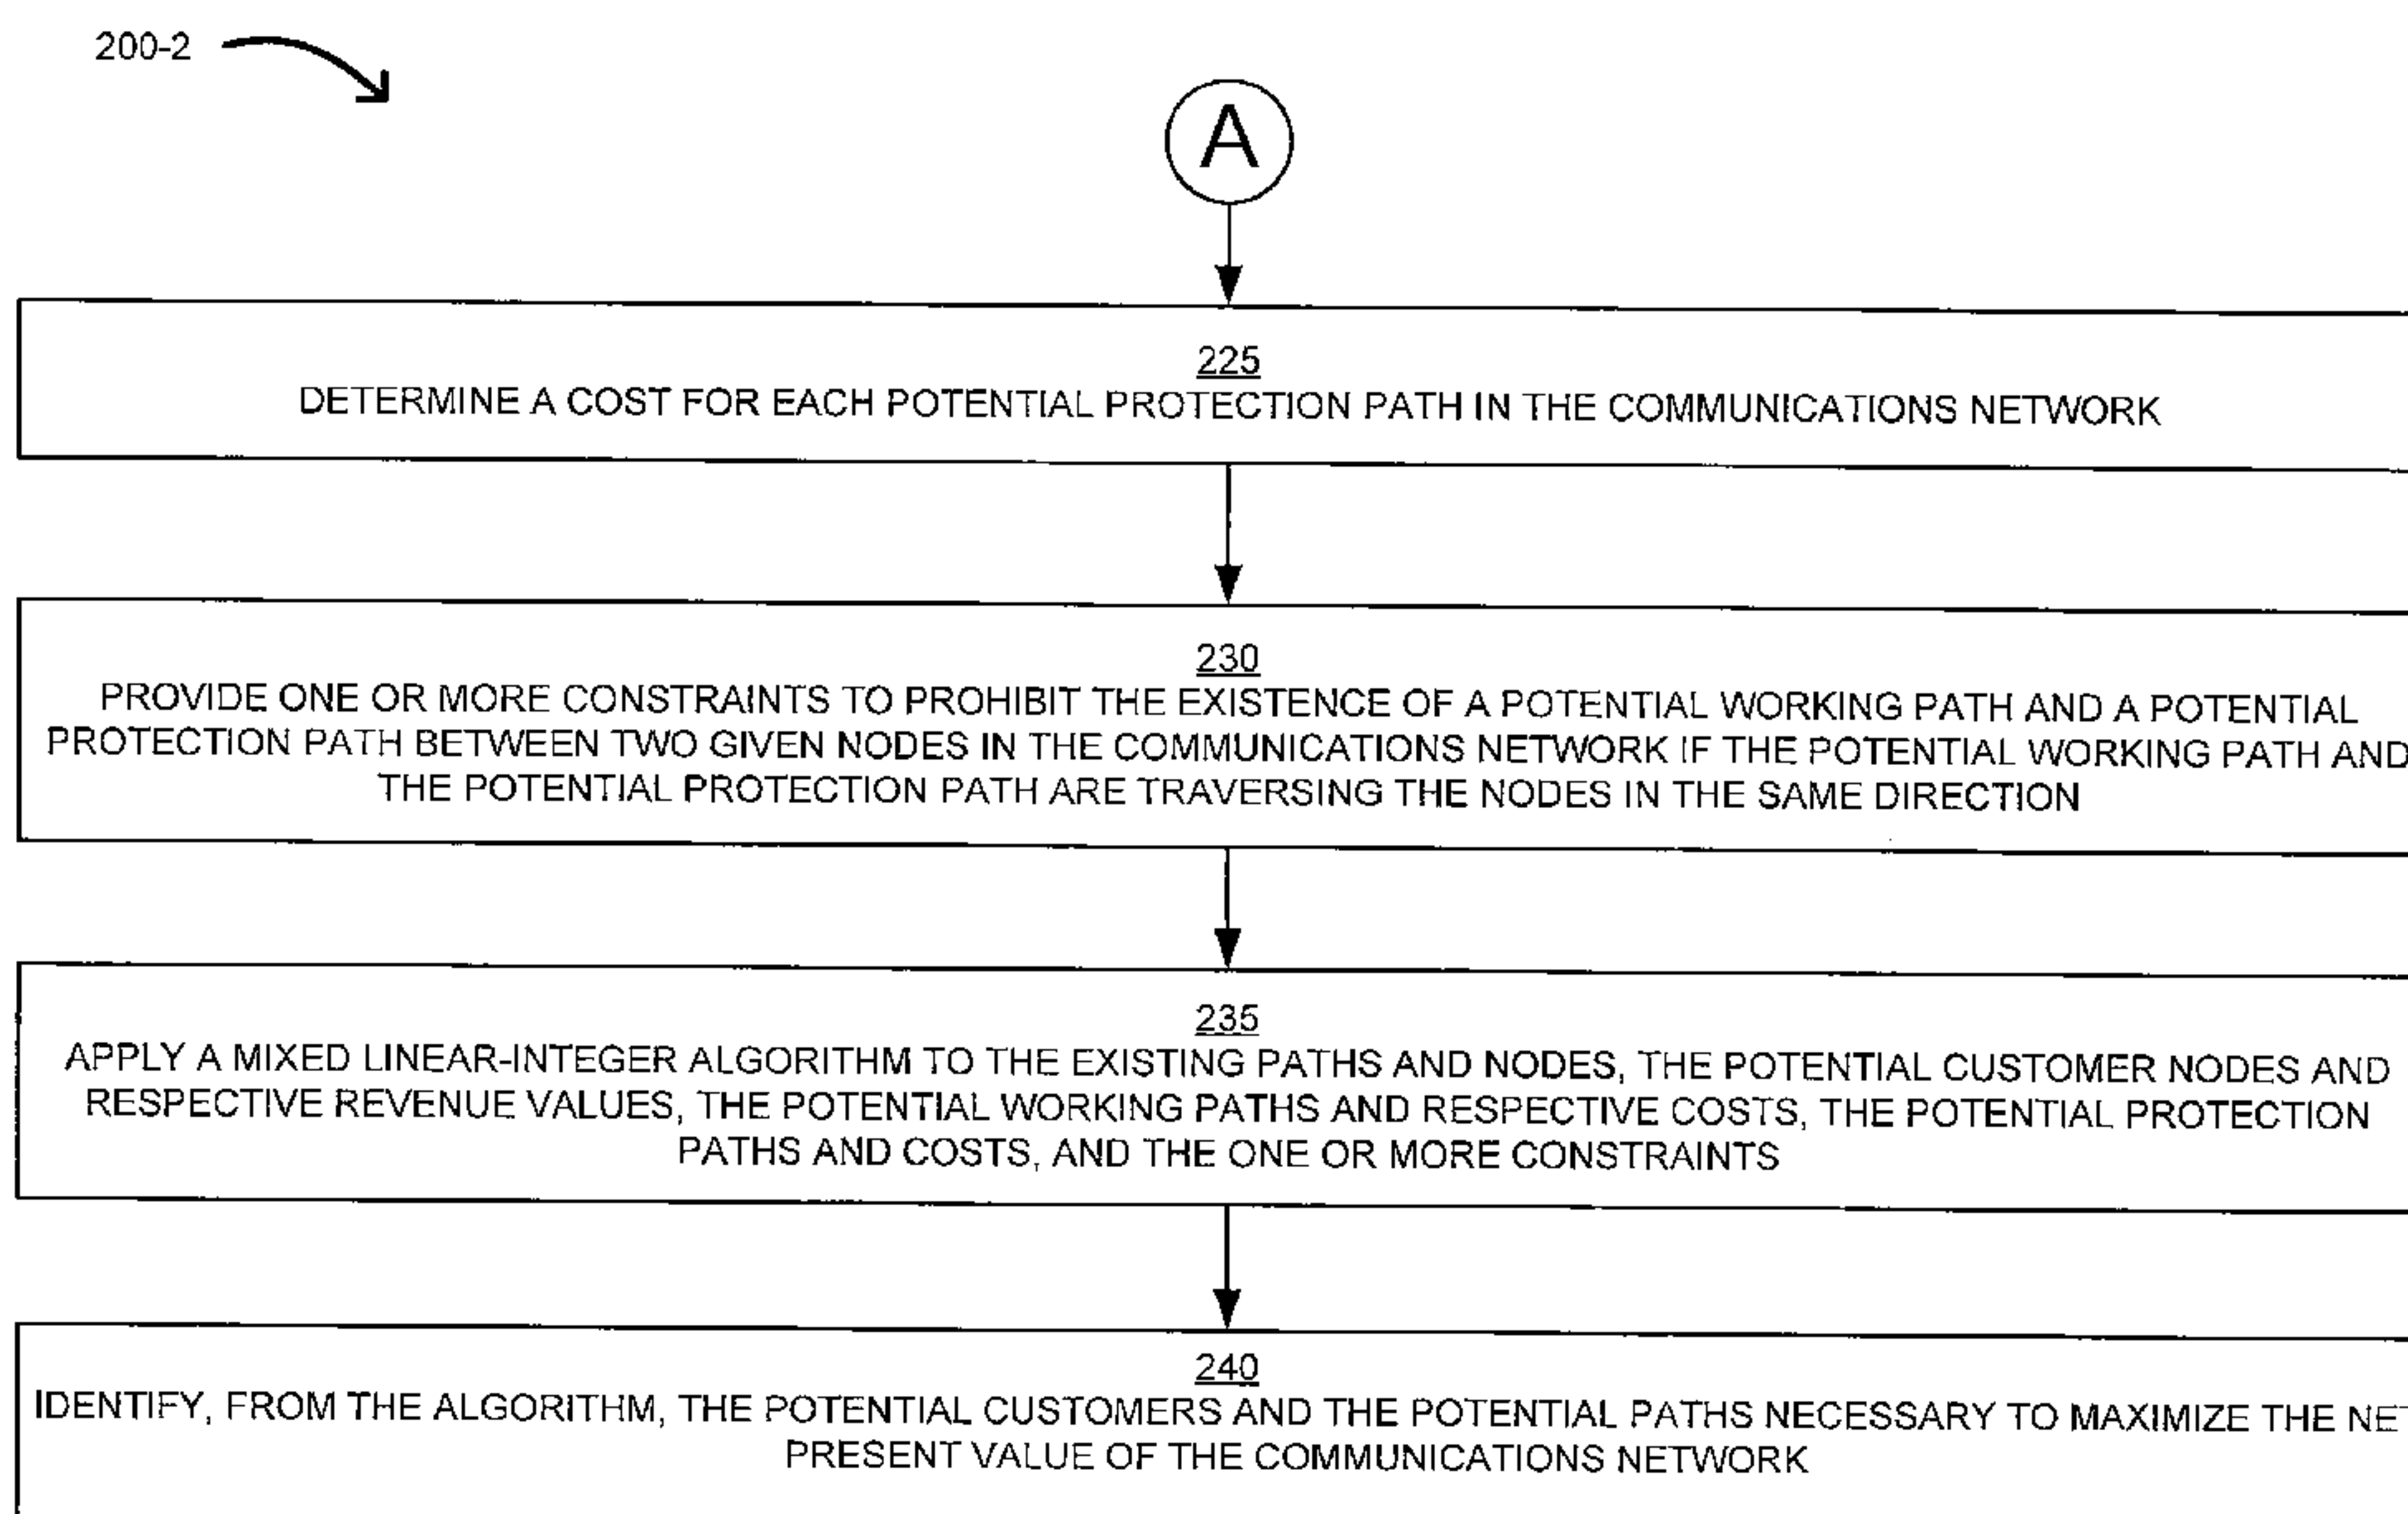 200-2
A
225
DETERMINE A COST FOR EACH POTENTIAL PROTECTION PATH IN THE COMMUNICATIONS NETWORK
230
PROVIDE ONE OR MORE CONSTRAINTS TO PROHIBIT THE EXISTENCE OF A POTENTIAL WORKING PATH AND A POTENTIAL
PROTECTION PATH BETWEEN TWO GIVEN NODES IN THE COMMUNICATIONS NETWORK IF THE POTENTIAL WORKING PATH AND
THE POTENTIAL PROTECTION PATH ARE TRAVERSING THE NODES IN THE SAME DIRECTION
235
APPLY A MIXED LINEAR-INTEGER ALGORITHM TO THE EXISTING PATHS AND NODES, THE POTENTIAL CUSTOMER NODES AND
RESPECTIVE REVENUE VALUES, THE POTENTIAL WORKING PATHS AND RESPECTIVE COSTS, THE POTENTIAL PROTECTION
PATHS AND COSTS, AND THE ONE OR MORE CONSTRAINTS
240
IDENTIFY, FROM THE ALGORITHM, THE POTENTIAL CUSTOMERS AND THE POTENTIAL PATHS NECESSARY TO MAXIMIZE THE NET
PRESENT VALUE OF THE COMMUNICATIONS NETWORK